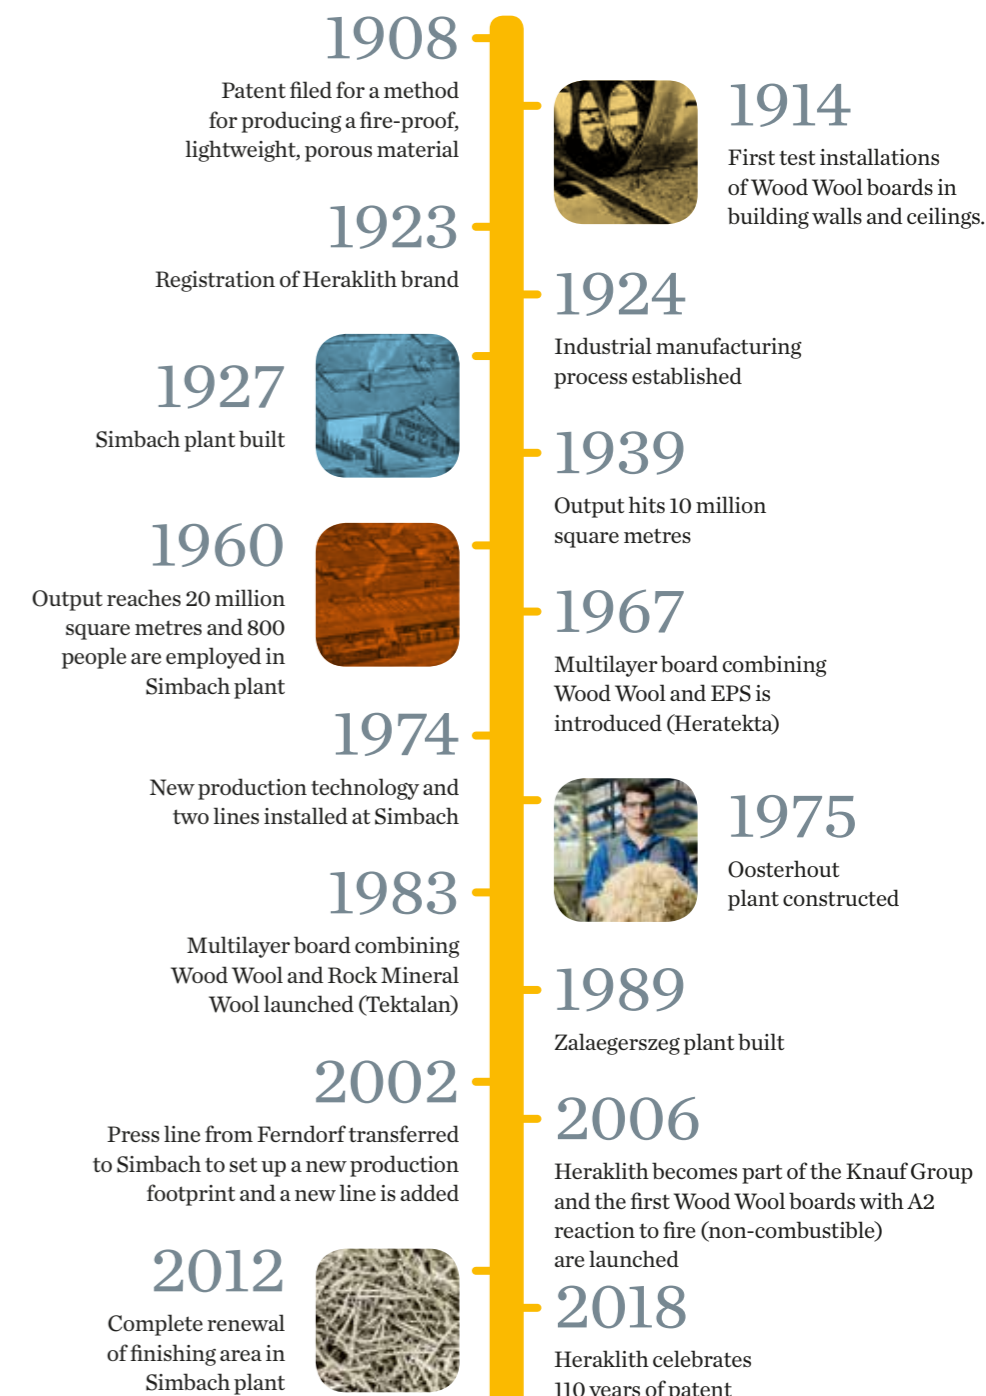 1908
Patent filed for a method
for producing a fire-proof,
lightweight, porous material
1914
First test installations
of Wood Wool boards in
building walls and ceilings.
1923
Registration of Heraklith brand
1924
Industrial manufacturing
process established
1927
Simbach plant built
1939
Output hits 10 million
square metres
1960
Output reaches 20 million
square metres and 800
people are employed in
Simbach plant
1967
Multilayer board combining
Wood Wool and EPS is
introduced (Heratekta)
1974
New production technology and
two lines installed at Simbach
1975
Oosterhout
plant constructed
1983
Multilayer board combining
Wood Wool and Rock Mineral
Wool launched (Tektalan)
1989
Zalaegerszeg plant built
2002
Press line from Ferndorf transferred
to Simbach to set up a new production
footprint and a new line is added
2006
Heraklith becomes part of the Knauf Group
and the first Wood Wool boards with A2
reaction to fire (non-combustible)
are launched
2012
Complete renewal
of finishing area in
Simbach plant
2018
Heraklith celebrates
110 years of patent